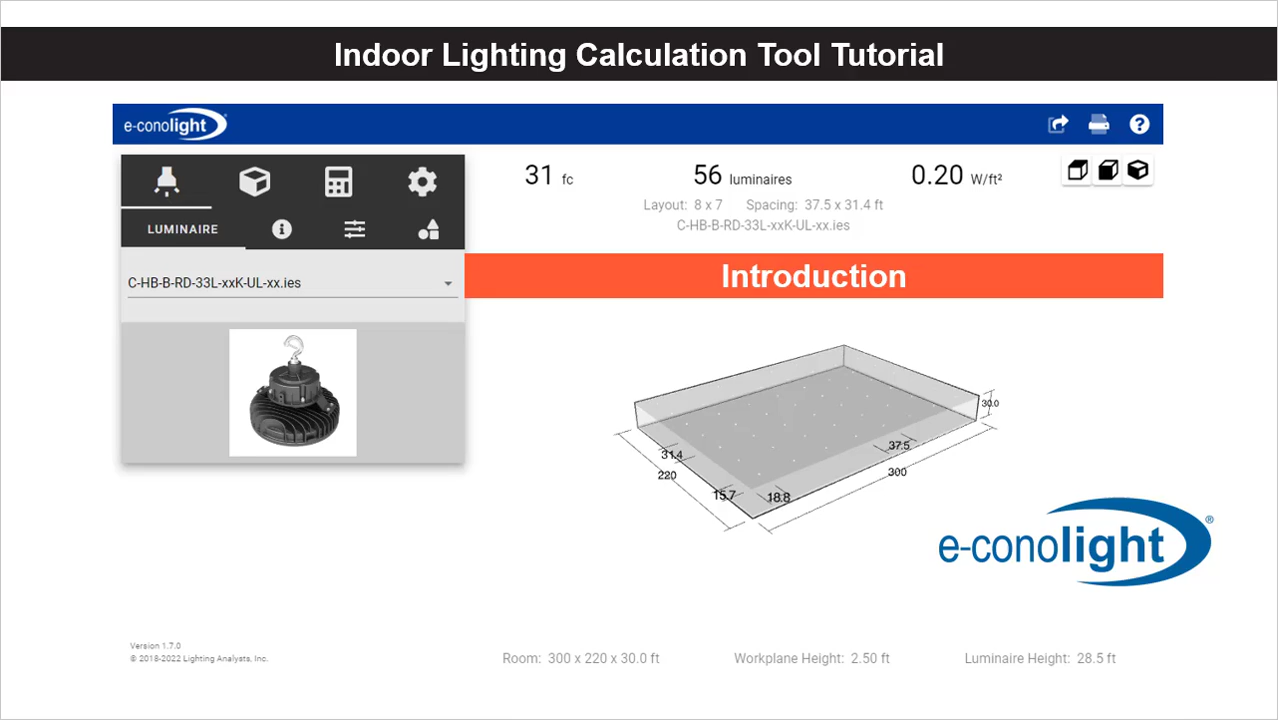 Indoor Lighting Calculation Tool Tutorial
e-conolight®
31 fc 56 luminaires 0.20 W/ft²
Layout: 8 x 7 Spacing: 37.5 x 31.4 ft
C-HB-B-RD-33L-xxK-UL-xx.ies
LUMINAIRE
C-HB-B-RD-33L-xxK-UL-xx.ies
Introduction
30.0
31.4
37.5
220
300
15.7
18.8
e-conolight®
Version 1.7.0
© 2018-2022 Lighting Analysts, Inc.
Room: 300 x 220 x 30.0 ft Workplane Height: 2.50 ft Luminaire Height: 28.5 ft